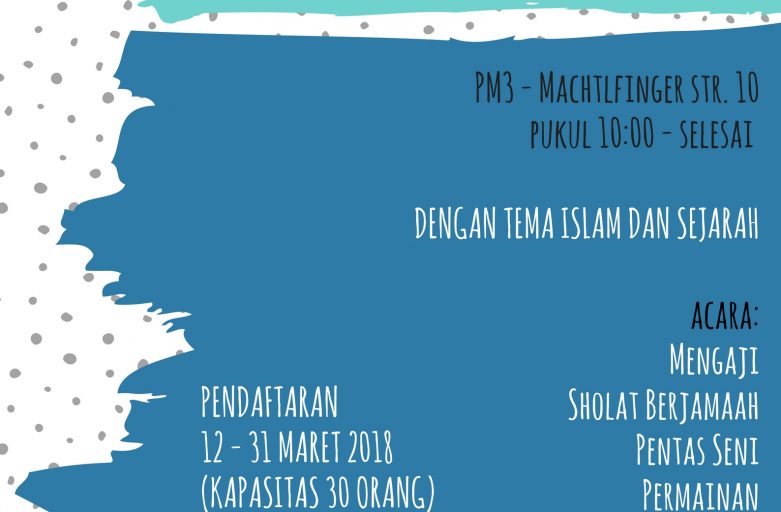 PM3 - Machtlfinger str. 10
pukul 10:00 - selesai
DENGAN TEMA ISLAM DAN SEJARAH
acara:
Mengaji
Sholat Berjamaah
Pentas Seni
Permainan
PENDAFTARAN
12 - 31 MARET 2018
(KAPASITAS 30 ORANG)